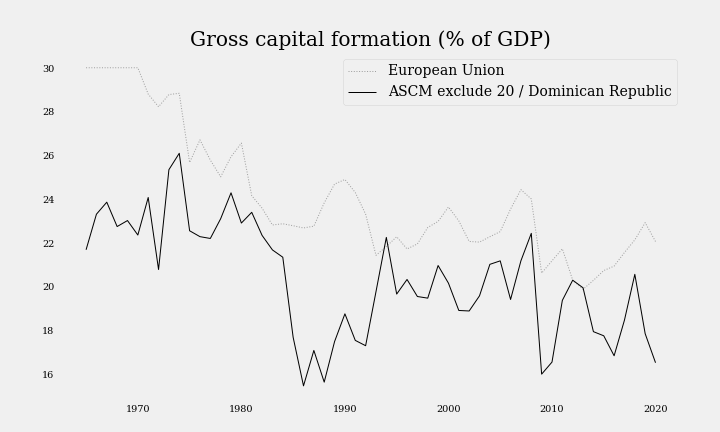 Gross capital formation (% of GDP)
European Union
ASCM exclude 20 / Dominican Republic
30
28
26
24
22
20
18
16
1970 1980 1990 2000 2010 2020